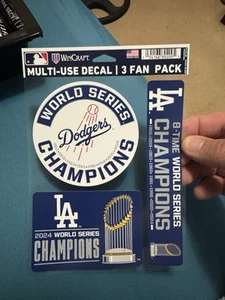 WINCRAFT
MULTI-USE DECAL | 3 FAN PACK
WORLD SERIES
Dodgers
CHAMPIONS
LA
8-TIME WORLD SERIES
CHAMPIONS
LA
2024 WORLD SERIES
CHAMPIONS